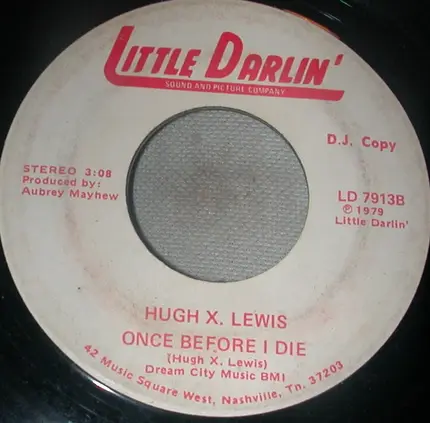 LITTLE DARLIN'
SOUND AND PICTURE COMPANY
D.J. Copy
STEREO 3:08
Produced by:
Aubrey Mayhew
LD 7913B
℗ 1979
Little Darlin'
HUGH X. LEWIS
ONCE BEFORE I DIE
(Hugh X. Lewis)
Dream City Music BMI
42 Music Square West, Nashville, Tn. 37203